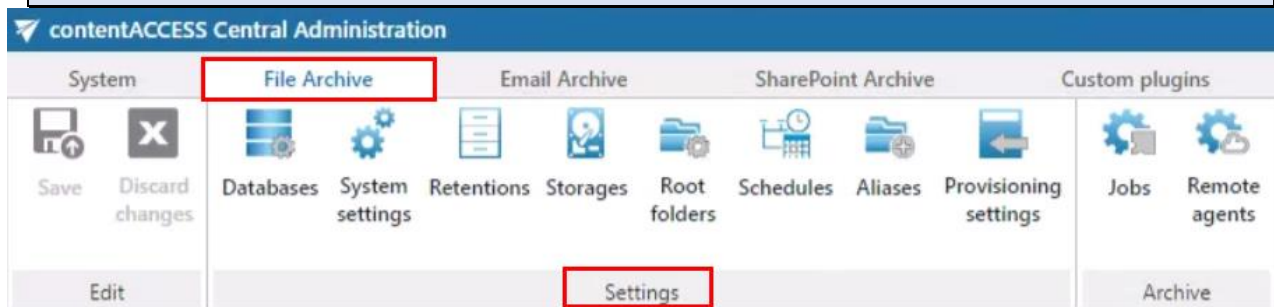 contentACCESS Central Administration
System File Archive Email Archive SharePoint Archive Custom plugins
Save Discard changes Databases System settings Retentions Storages Root folders Schedules Aliases Provisioning settings Jobs Remote agents
Edit Settings Archive